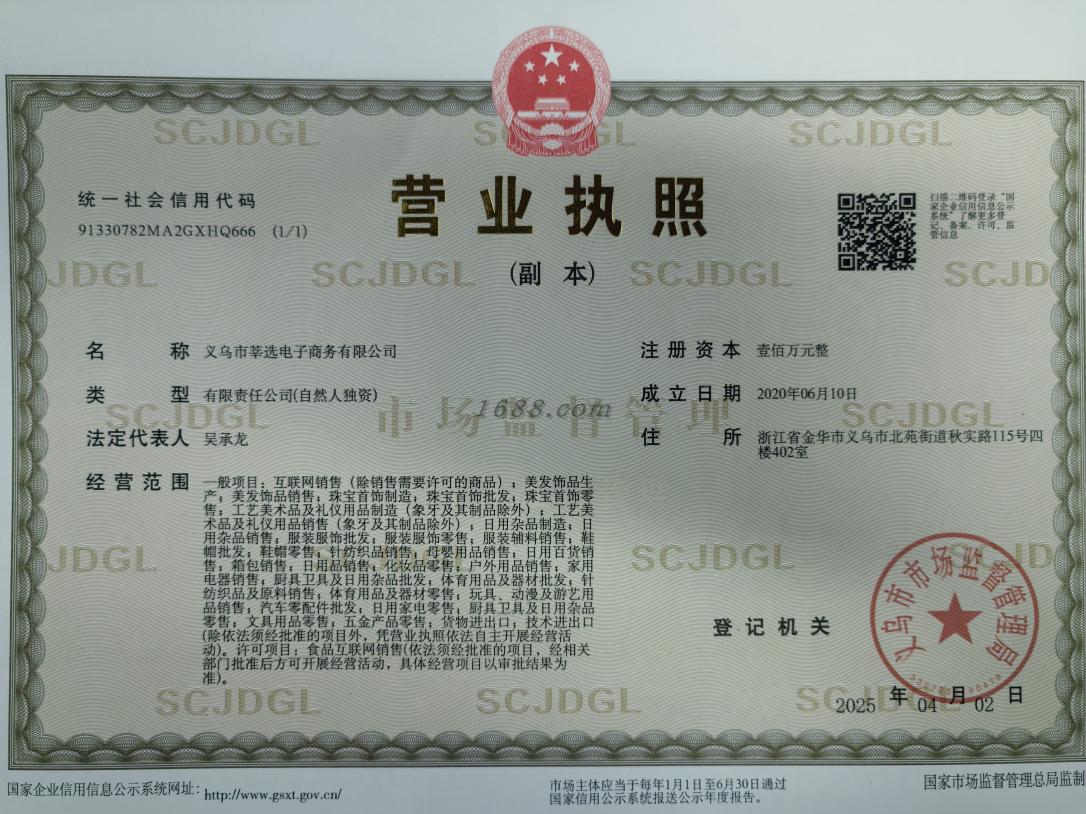 统一社会信用代码
91330782MA2GXHQ666 (1/1)
营业执照
(副 本)
扫描二维码登录“国
家企业信用信息公示
系统”了解更多登
记、备案、许可、监
管信息
名称 义乌市莘选电子商务有限公司
类型 有限责任公司(自然人独资)
法定代表人 吴承龙
经营范围 一般项目：互联网销售（除销售需要许可的商品）；美发饰品生
产；美发饰品销售；珠宝首饰制造；珠宝首饰批发；珠宝首饰零
售；工艺美术品及礼仪用品制造（象牙及其制品除外）；工艺美
术品及礼仪用品销售（象牙及其制品除外）；日用杂品制造；日
用杂品销售；服装服饰批发；服装服饰零售；服装辅料销售；鞋
帽批发；鞋帽零售；针纺织品销售；母婴用品销售；日用百货销
售；箱包销售；日用品销售；化妆品零售；户外用品销售；家用
电器销售；厨具卫具及日用杂品批发；体育用品及器材批发；针
纺织品及原料销售；体育用品及器材零售；玩具、动漫及游艺用
品销售；汽车零配件批发；日用家电零售；厨具卫具及日用杂品
零售；文具用品零售；五金产品零售；货物进出口；技术进出口
(除依法须经批准的项目外，凭营业执照依法自主开展经营活
动)。许可项目：食品互联网销售(依法须经批准的项目，经相关
部门批准后方可开展经营活动，具体经营项目以审批结果为
准)。
注册资本 壹佰万元整
成立日期 2020年06月10日
住所 浙江省金华市义乌市北苑街道秋实路115号四
楼402室
市场监督管理
1688.com
SCJDGL
登记机关
义乌市市场监督管理局
2025 年 04 月 02 日
国家企业信用信息公示系统网址：http://www.gsxt.gov.cn/
市场主体应当于每年1月1日至6月30日通过
国家信用公示系统报送公示年度报告。
国家市场监督管理总局监制